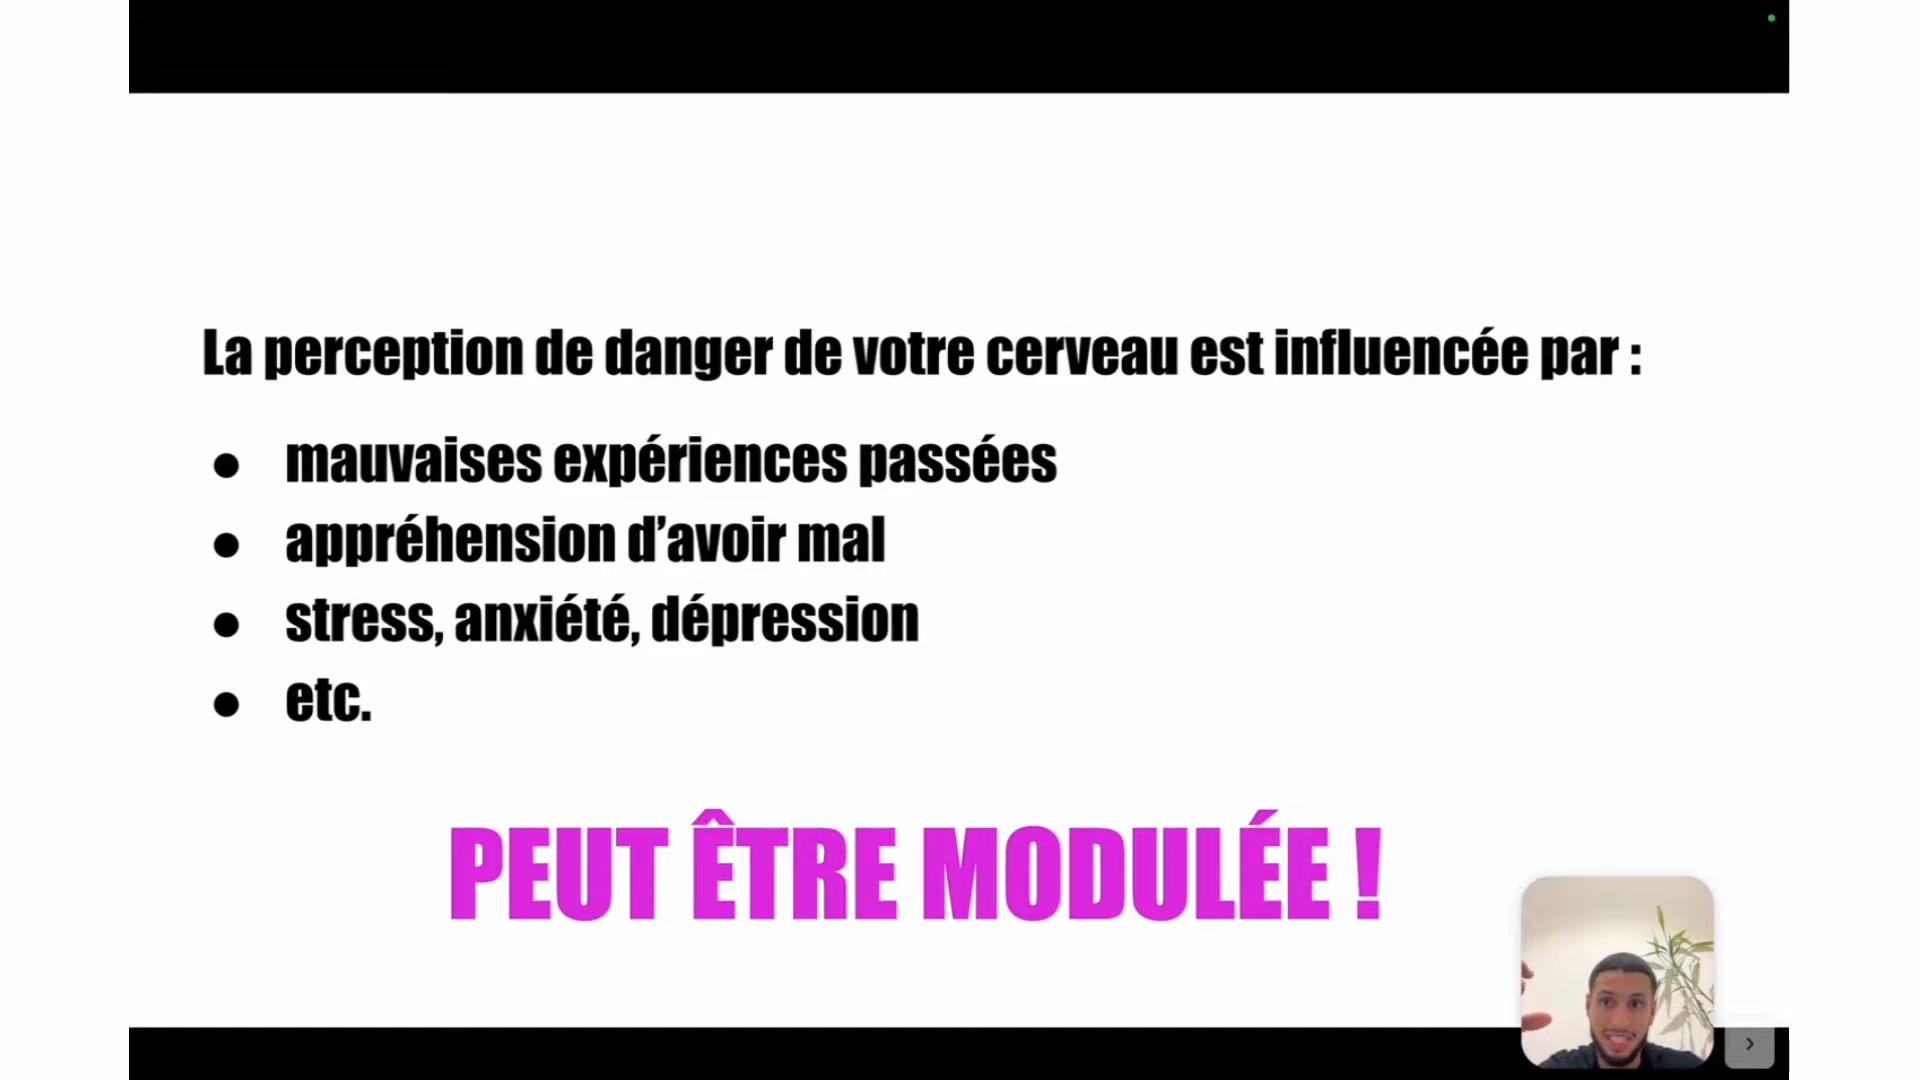 La perception de danger de votre cerveau est influencée par :
● mauvaises expériences passées
● appréhension d’avoir mal
● stress, anxiété, dépression
● etc.
PEUT ÊTRE MODULÉE !